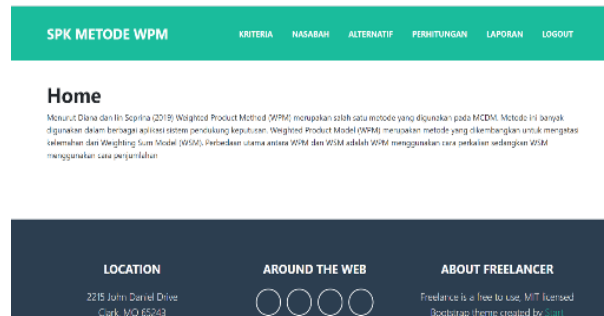 SPK METODE WPM
KRITERIA NASABAH ALTERNATIF PERHITUNGAN LAPORAN LOGOUT
Home
Menurut Diana dan Iin Seprina (2019) Weighted Product Method (WPM) merupakan salah satu metode yang digunakan pada MCDM. Metode ini banyak
digunakan dalam berbagai aplikasi sistem pendukung keputusan. Weighted Product Model (WPM) merupakan metode yang dikembangkan untuk mengatasi
kelemahan dari Weighting Sum Model (WSM). Perbedaan utama antara WPM dan WSM adalah WPM menggunakan cara perkalian sedangkan WSM
menggunakan cara penjumlahan
LOCATION
2215 John Daniel Drive
Clark, MO 65243
AROUND THE WEB
ABOUT FREELANCER
Freelance is a free to use, MIT licensed
Bootstrap theme created by Start